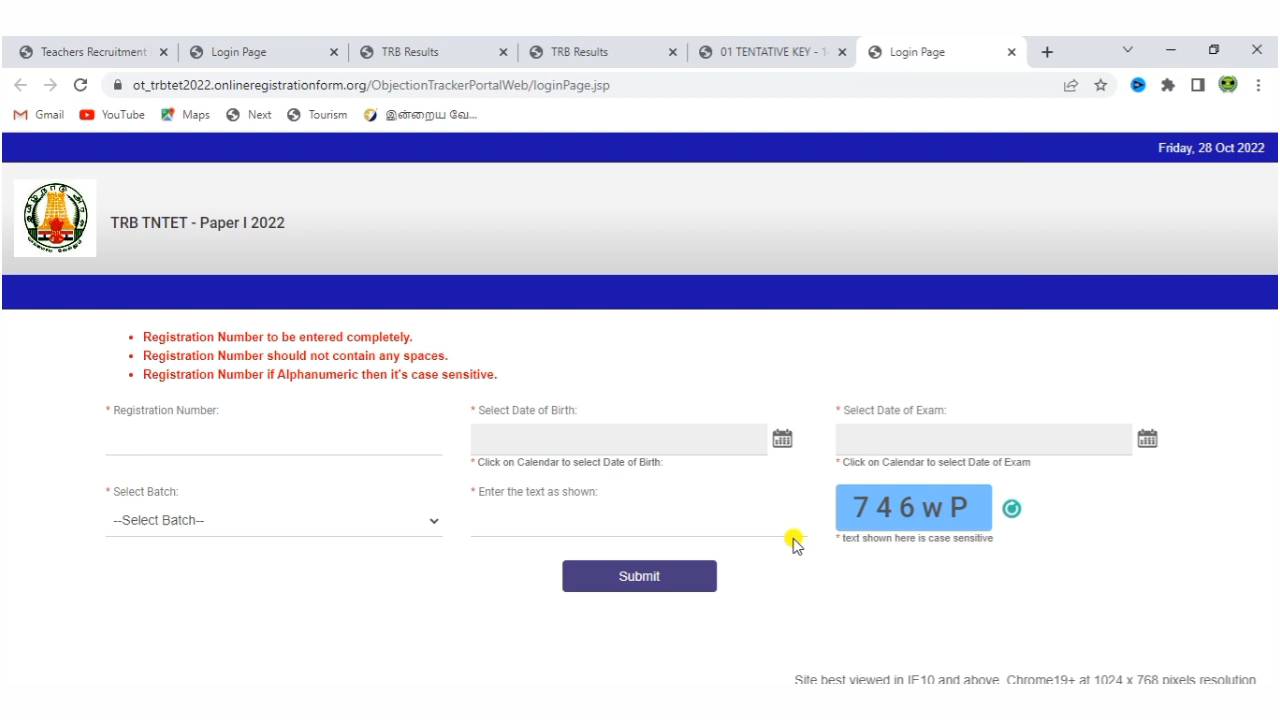 Teachers Recruitment
Login Page
TRB Results
TRB Results
01 TENTATIVE KEY - 1
Login Page
ot_trbtet2022.onlineregistrationform.org/ObjectionTrackerPortalWeb/loginPage.jsp
Gmail
YouTube
Maps
Next
Tourism
இன்றைய வே...
Friday, 28 Oct 2022
TRB TNTET - Paper I 2022
• Registration Number to be entered completely.
• Registration Number should not contain any spaces.
• Registration Number if Alphanumeric then it's case sensitive.
* Registration Number:
* Select Date of Birth:
* Select Date of Exam:
* Click on Calendar to select Date of Birth:
* Click on Calendar to select Date of Exam
* Select Batch:
* Enter the text as shown:
--Select Batch--
7 4 6 w P
* text shown here is case sensitive
Submit
Site best viewed in IE10 and above, Chrome19+ at 1024 x 768 pixels resolution